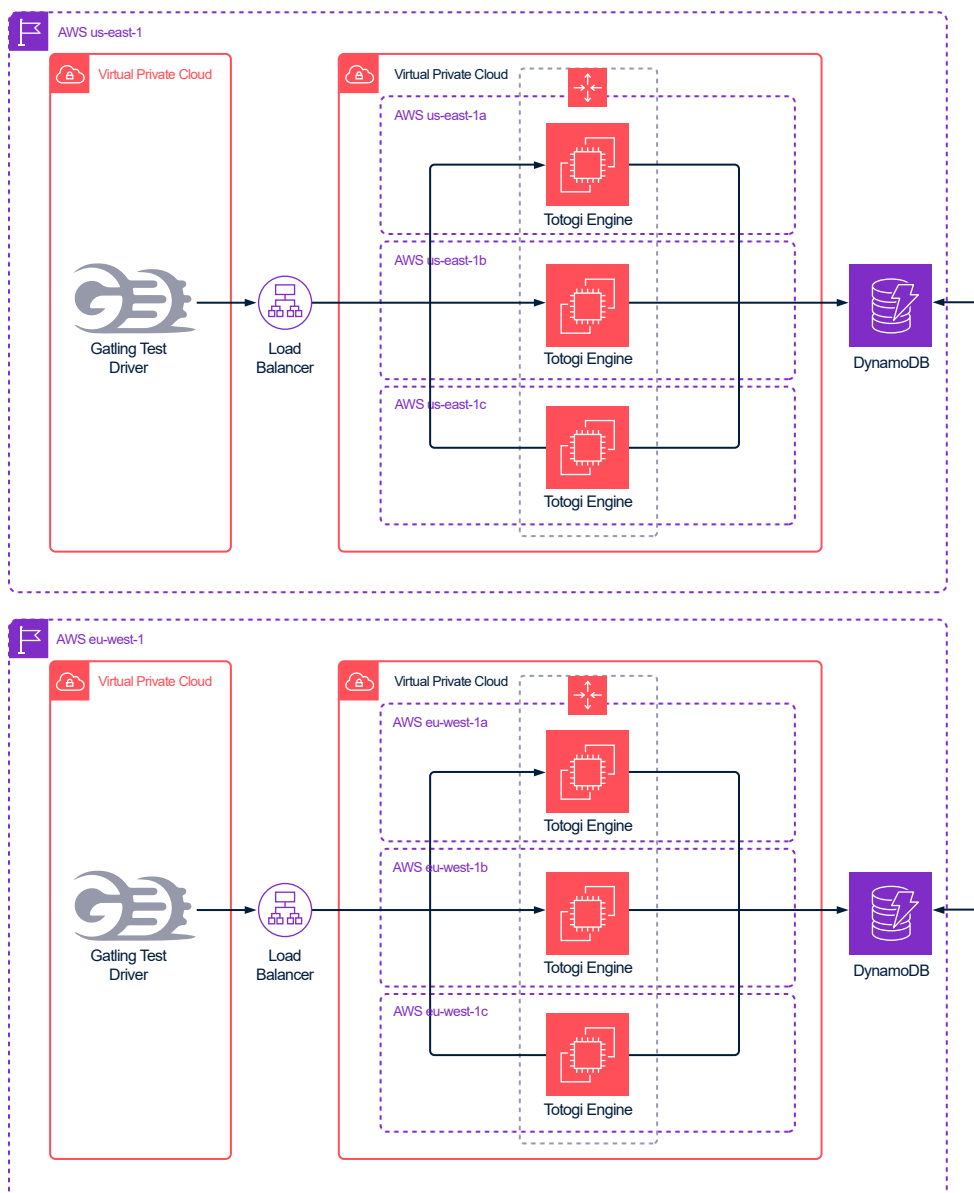 AWS us-east-1
Virtual Private Cloud
Virtual Private Cloud
AWS us-east-1a
Totogi Engine
AWS us-east-1b
Gatling Test
Driver
Load
Balancer
Totogi Engine
DynamoDB
AWS us-east-1c
Totogi Engine
AWS eu-west-1
Virtual Private Cloud
Virtual Private Cloud
AWS eu-west-1a
Totogi Engine
AWS eu-west-1b
Gatling Test
Driver
Load
Balancer
Totogi Engine
DynamoDB
AWS eu-west-1c
Totogi Engine